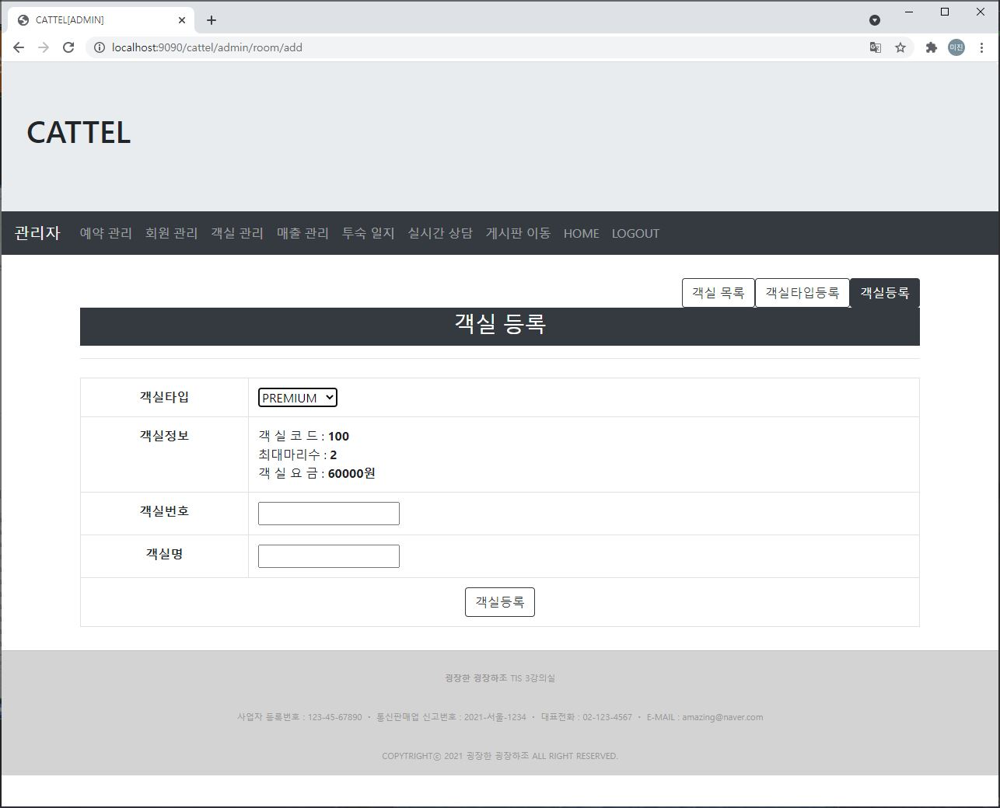 CATTEL[ADMIN]
localhost:9090/cattel/admin/room/add
미진
CATTEL
관리자 예약 관리 회원 관리 객실 관리 매출 관리 투숙 일지 실시간 상담 게시판 이동 HOME LOGOUT
객실 목록 객실타입등록 객실등록
객실 등록
객실타입 PREMIUM
객실정보 객 실 코 드 : 100
최대마리수 : 2
객 실 요 금 : 60000원
객실번호
객실명
객실등록
굉장한 굉장하조 TIS 3강의실
사업자 등록번호 : 123-45-67890 ・ 통신판매업 신고번호 : 2021-서울-1234 ・ 대표전화 : 02-123-4567 ・ E-MAIL : amazing@naver.com
COPYTRIGHTⓒ 2021 굉장한 굉장하조 ALL RIGHT RESERVED.